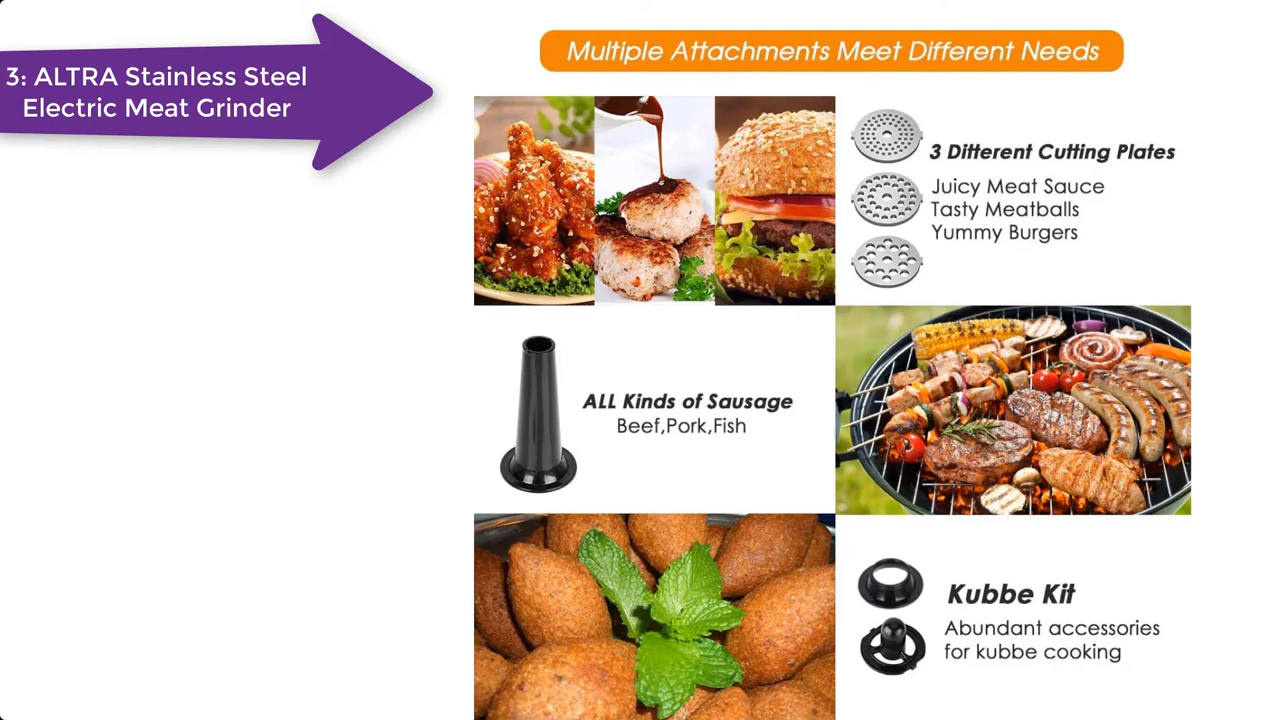 3: ALTRA Stainless Steel
Electric Meat Grinder
Multiple Attachments Meet Different Needs
3 Different Cutting Plates
Juicy Meat Sauce
Tasty Meatballs
Yummy Burgers
ALL Kinds of Sausage
Beef,Pork,Fish
Kubbe Kit
Abundant accessories
for kubbe cooking